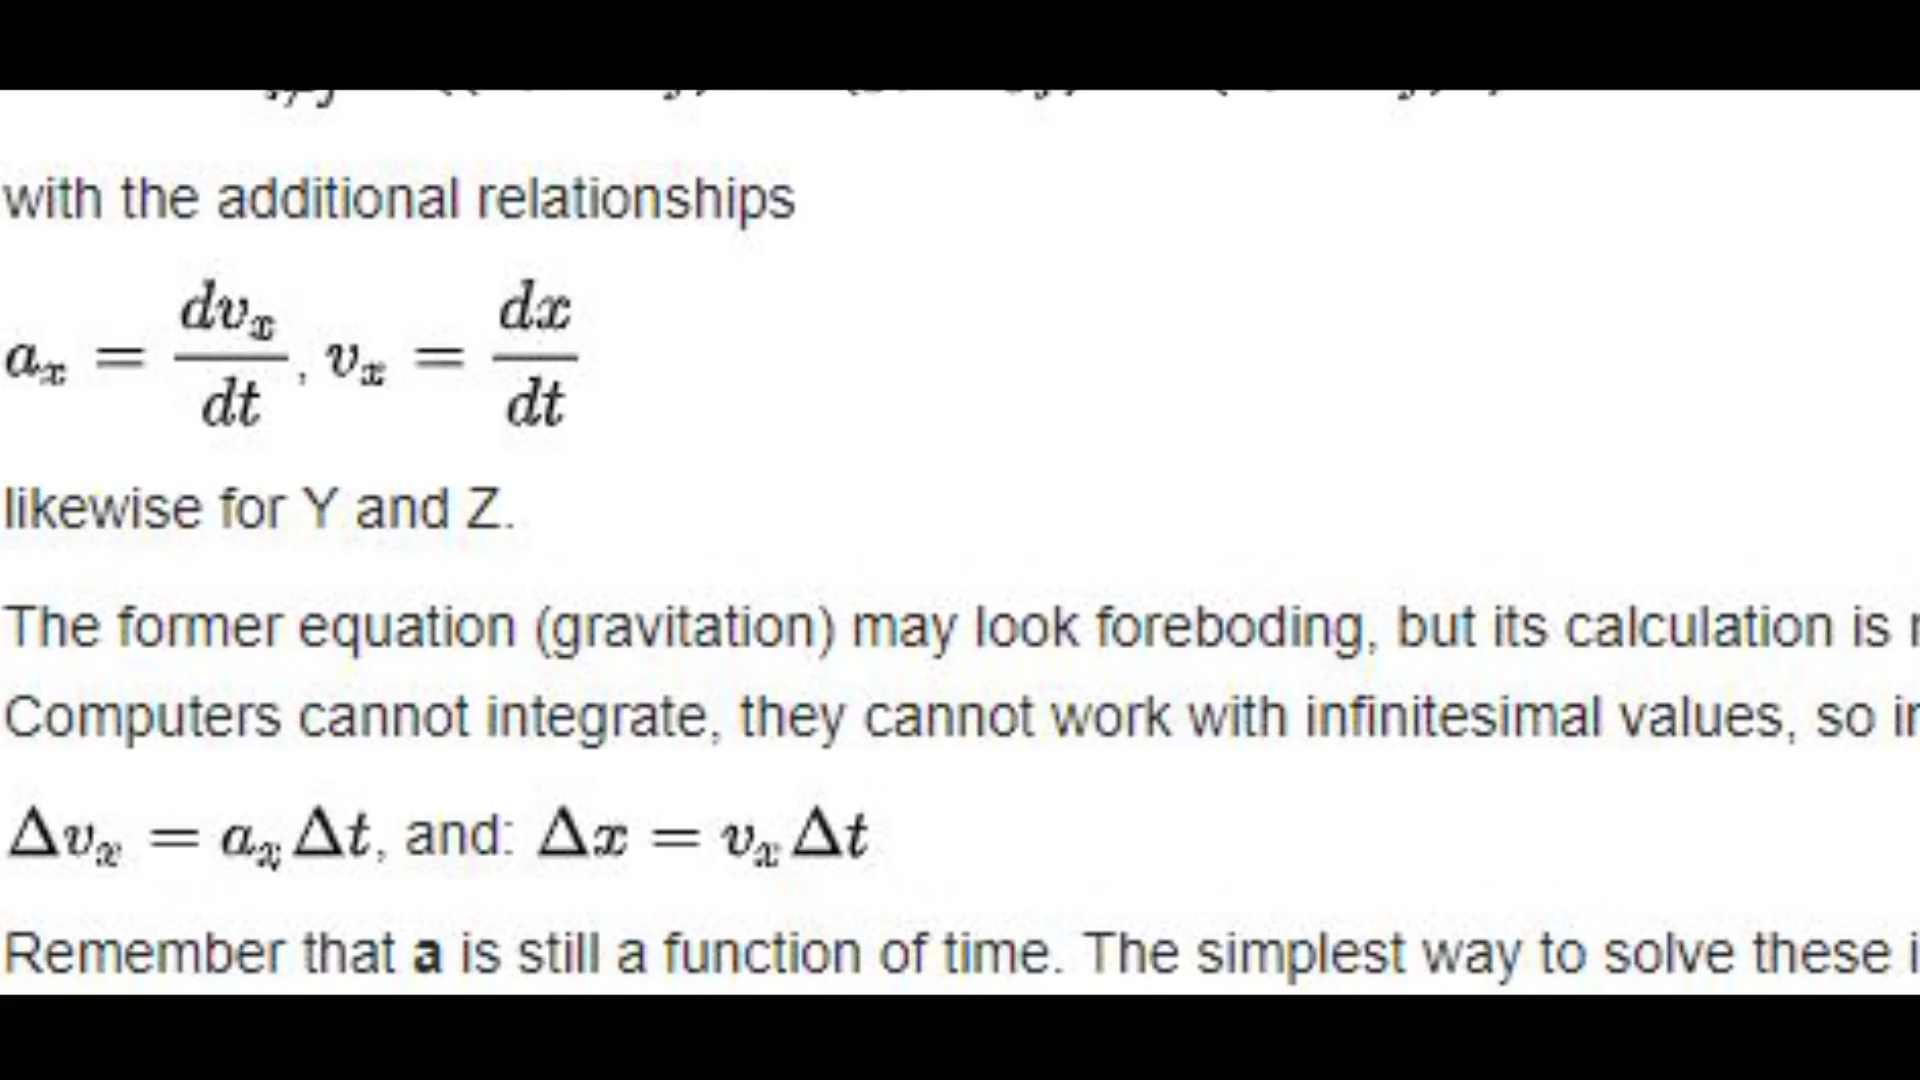 with the additional relationships
a_x = dv_x/dt, v_x = dx/dt
likewise for Y and Z.
The former equation (gravitation) may look foreboding, but its calculation is
Computers cannot integrate, they cannot work with infinitesimal values, so
Δv_x = a_x Δt, and: Δx = v_x Δt
Remember that a is still a function of time. The simplest way to solve these